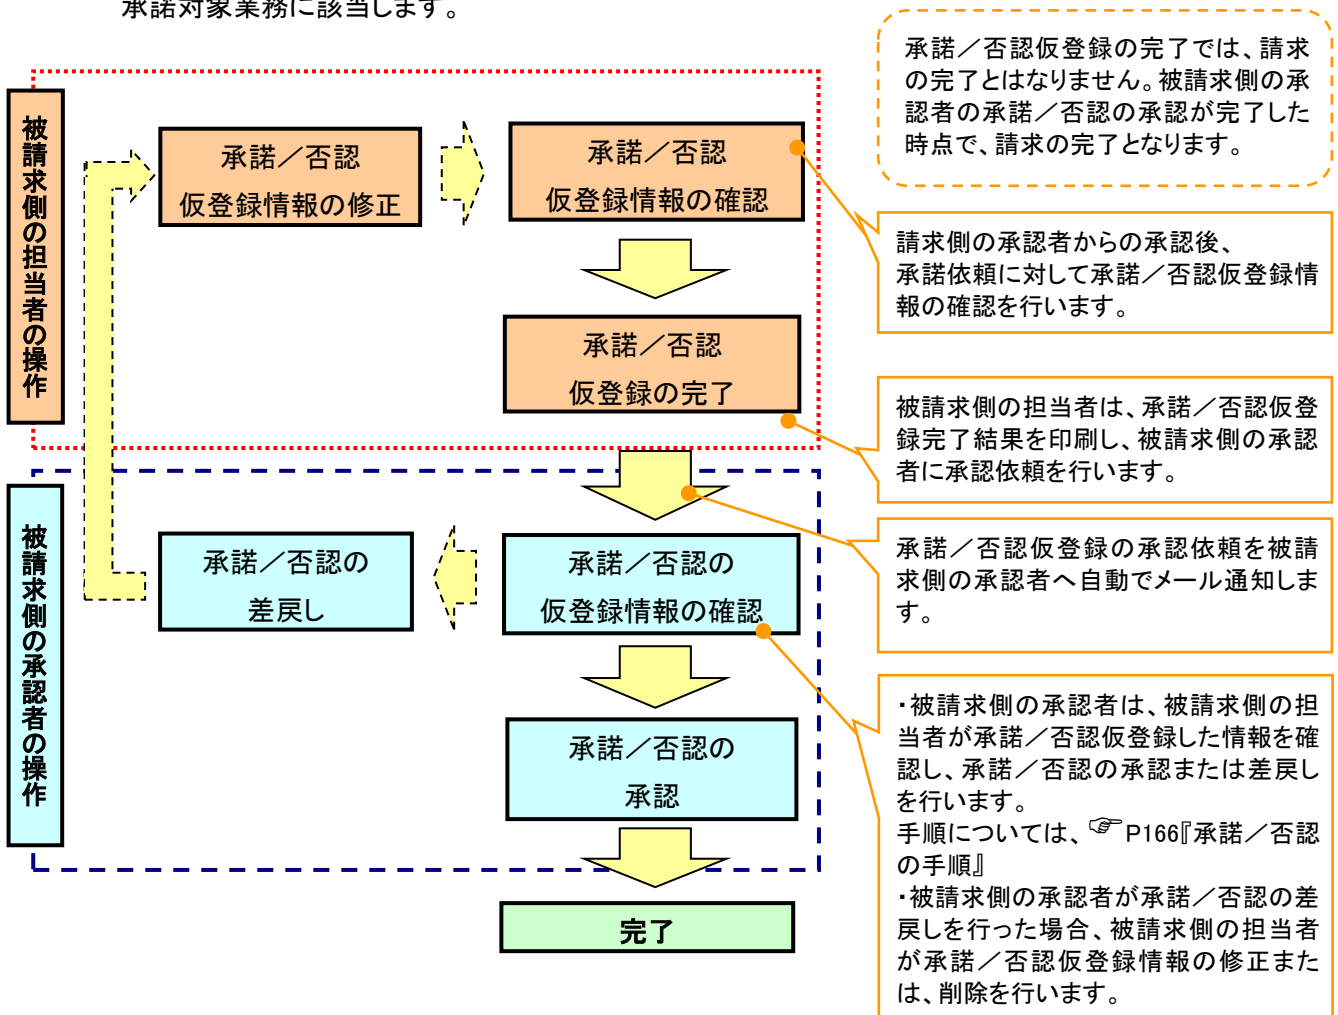 承諾対象業務に該当します。
承諾／否認仮登録の完了では、請求
の完了とはなりません。被請求側の承
認者の承諾／否認の承認が完了した
時点で、請求の完了となります。
被請求側の担当者の操作
承諾／否認
仮登録情報の修正
承諾／否認
仮登録情報の確認
請求側の承認者からの承認後、
承諾依頼に対して承諾／否認仮登録情
報の確認を行います。
承諾／否認
仮登録の完了
被請求側の担当者は、承諾／否認仮登
録完了結果を印刷し、被請求側の承認
者に承認依頼を行います。
被請求側の承認者の操作
承諾／否認の
差戻し
承諾／否認の
仮登録情報の確認
承諾／否認仮登録の承認依頼を被請
求側の承認者へ自動でメール通知しま
す。
承諾／否認の
承認
・被請求側の承認者は、被請求側の担
当者が承諾／否認仮登録した情報を確
認し、承諾／否認の承認または差戻し
を行います。
手順については、☞P166『承諾／否認
の手順』
・被請求側の承認者が承諾／否認の差
戻しを行った場合、被請求側の担当者
が承諾／否認仮登録情報の修正また
は、削除を行います。
完了